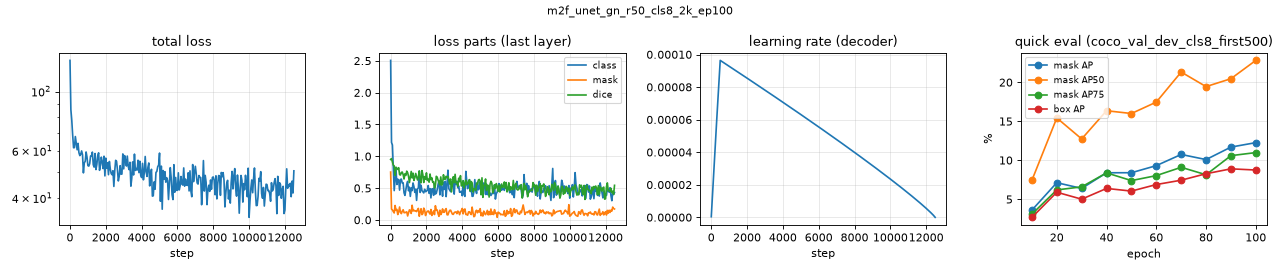 m2f_unet_gn_r50_cls8_2k_ep100
total loss
10²
6 × 10¹
4 × 10¹
0 2000 4000 6000 8000 10000 12000
step
loss parts (last layer)
2.5
2.0
1.5
1.0
0.5
0.0
class
mask
dice
0 2000 4000 6000 8000 10000 12000
step
learning rate (decoder)
0.00010
0.00008
0.00006
0.00004
0.00002
0.00000
0 2000 4000 6000 8000 10000 12000
step
quick eval (coco_val_dev_cls8_first500)
%
20
15
10
5
mask AP
mask AP50
mask AP75
box AP
20 40 60 80 100
epoch